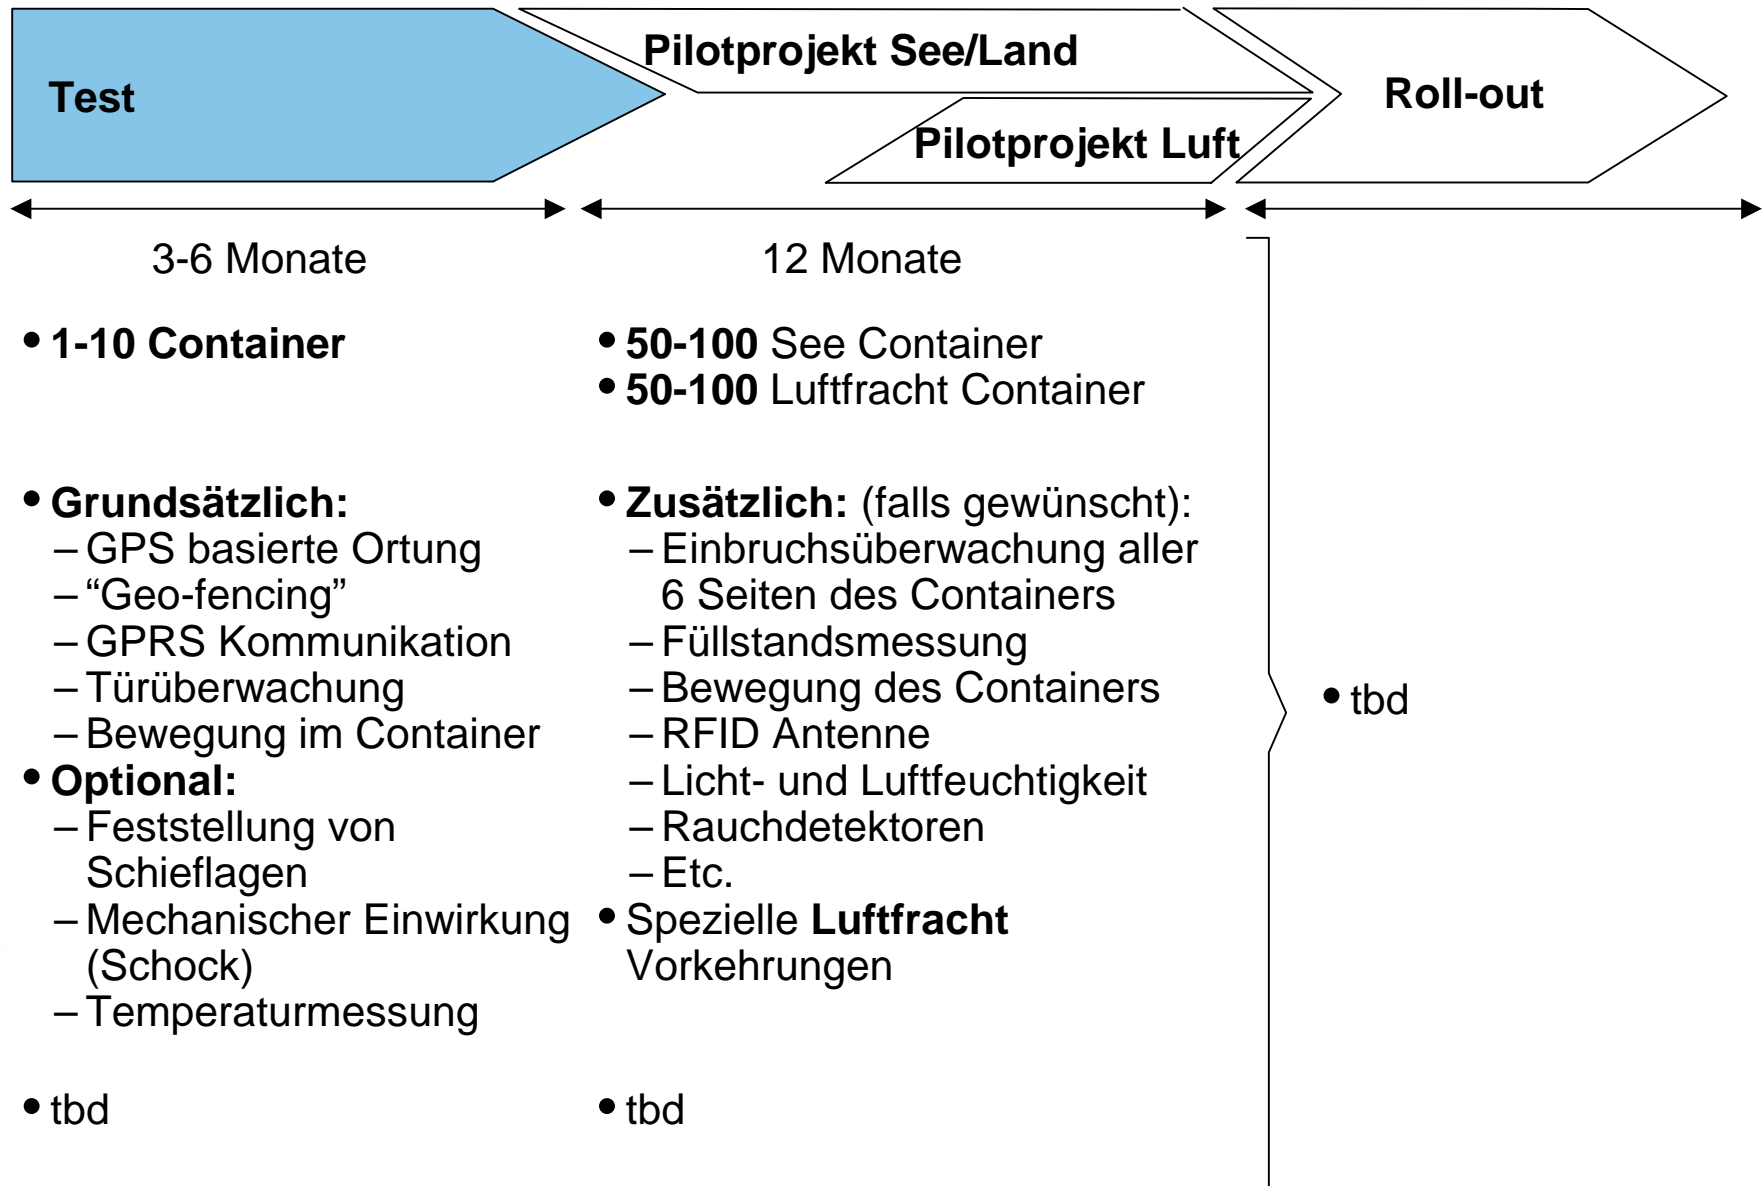 Test
Pilotprojekt See/Land
Pilotprojekt Luft
Roll-out
3-6 Monate
12 Monate
• 1-10 Container
• 50-100 See Container
• 50-100 Luftfracht Container
• Grundsätzlich:
– GPS basierte Ortung
– “Geo-fencing”
– GPRS Kommunikation
– Türüberwachung
– Bewegung im Container
• Optional:
– Feststellung von
Schieflagen
– Mechanischer Einwirkung
(Schock)
– Temperaturmessung
• tbd
• Zusätzlich: (falls gewünscht):
– Einbruchsüberwachung aller
6 Seiten des Containers
– Füllstandsmessung
– Bewegung des Containers
– RFID Antenne
– Licht- und Luftfeuchtigkeit
– Rauchdetektoren
– Etc.
• Spezielle Luftfracht
Vorkehrungen
• tbd
• tbd